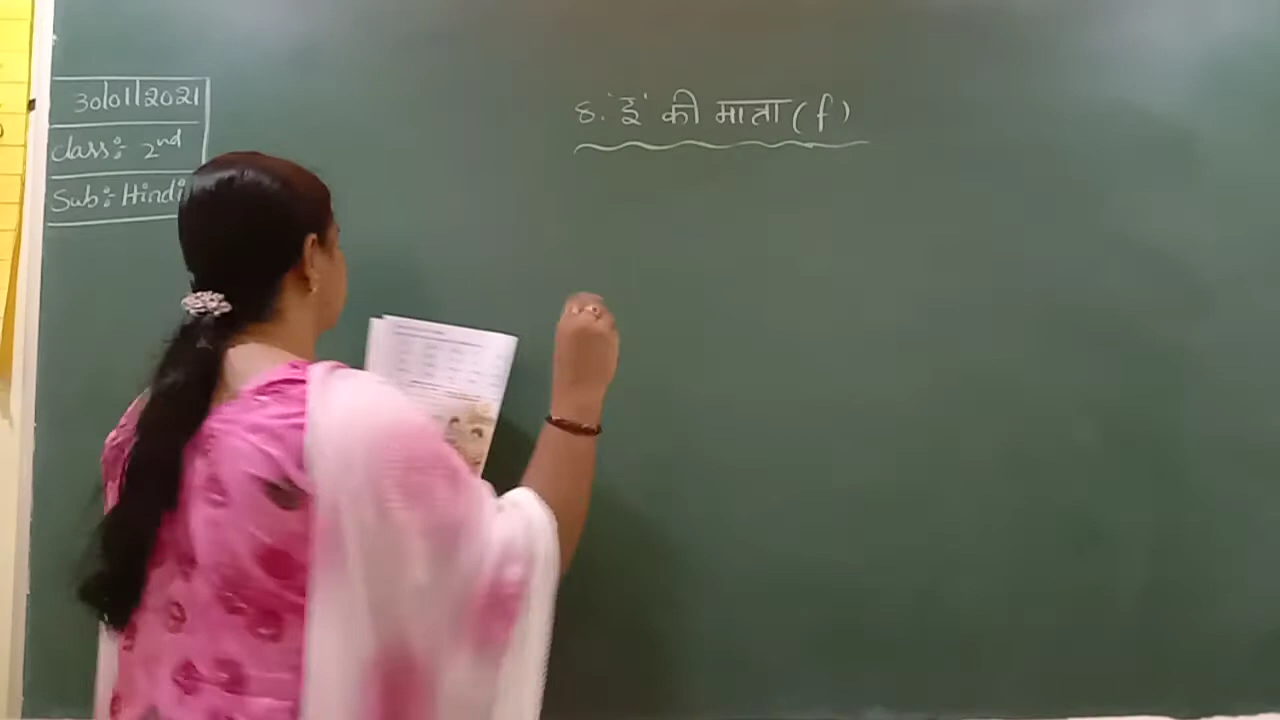 30/01/2021
Class:- 2nd
Sub:- Hindi
8. 'इ' की मात्रा ( ि )